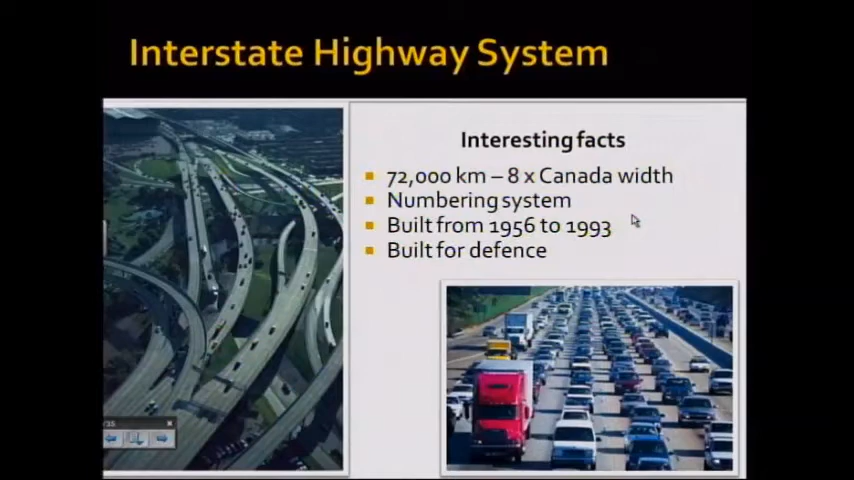 Interstate Highway System
Interesting facts
72,000 km – 8 x Canada width
Numbering system
Built from 1956 to 1993
Built for defence
/35